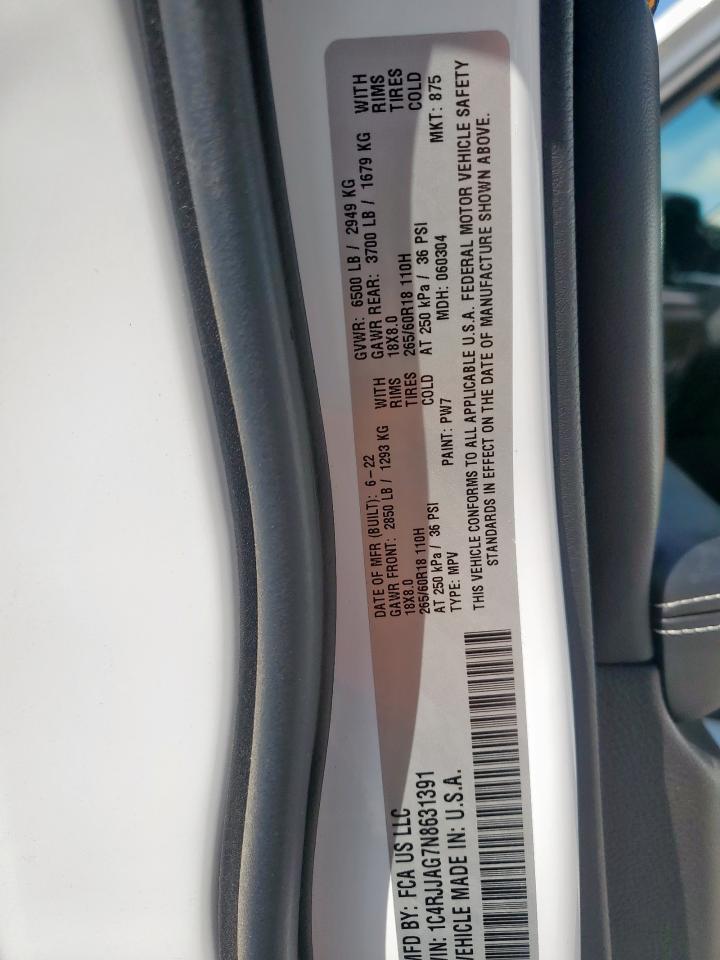 MFD BY: FCA US LLC
VIN: 1C4RJJAG7N8631391
VEHICLE MADE IN: U.S.A.
DATE OF MFR (BUILT): 6-22
GAWR FRONT: 2850 LB / 1293 KG WITH
18X8.0 RIMS
265/60R18 110H TIRES
AT 250 kPa / 36 PSI COLD
TYPE: MPV PAINT: PW7
GVWR: 6500 LB / 2949 KG
GAWR REAR: 3700 LB / 1679 KG WITH
18X8.0 RIMS
265/60R18 110H TIRES
AT 250 kPa / 36 PSI COLD
MDH: 060304 MKT: 875
THIS VEHICLE CONFORMS TO ALL APPLICABLE U.S.A. FEDERAL MOTOR VEHICLE SAFETY
STANDARDS IN EFFECT ON THE DATE OF MANUFACTURE SHOWN ABOVE.